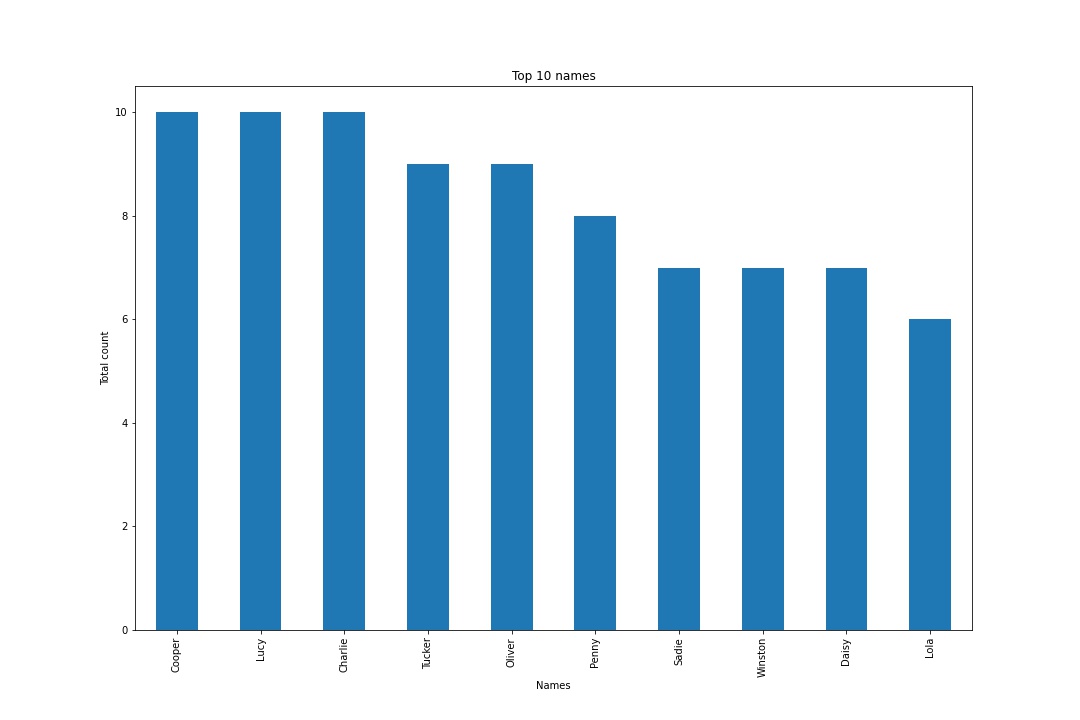 Top 10 names
10
8
6
4
2
0
Total count
Cooper
Lucy
Charlie
Tucker
Oliver
Penny
Sadie
Winston
Daisy
Lola
Names